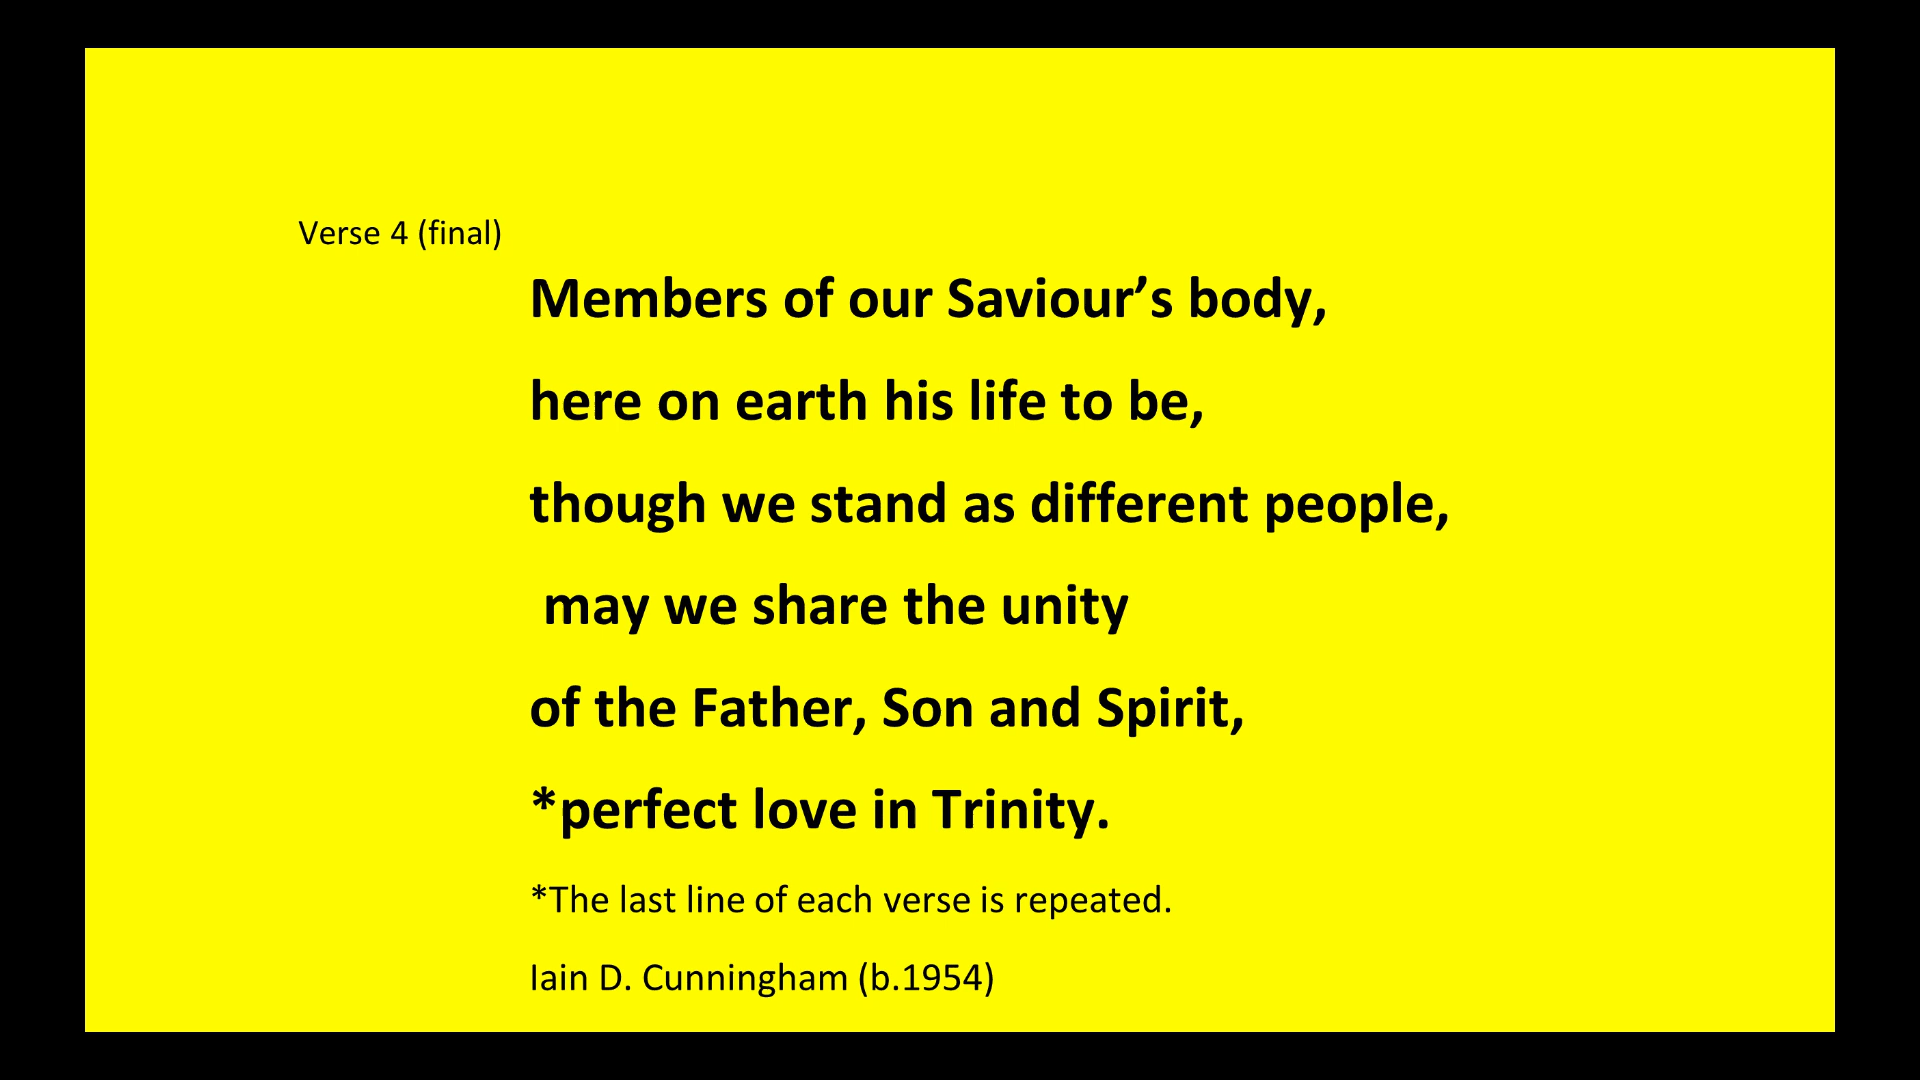 Verse 4 (final)
Members of our Saviour’s body,
here on earth his life to be,
though we stand as different people,
may we share the unity
of the Father, Son and Spirit,
*perfect love in Trinity.
*The last line of each verse is repeated.
Iain D. Cunningham (b.1954)